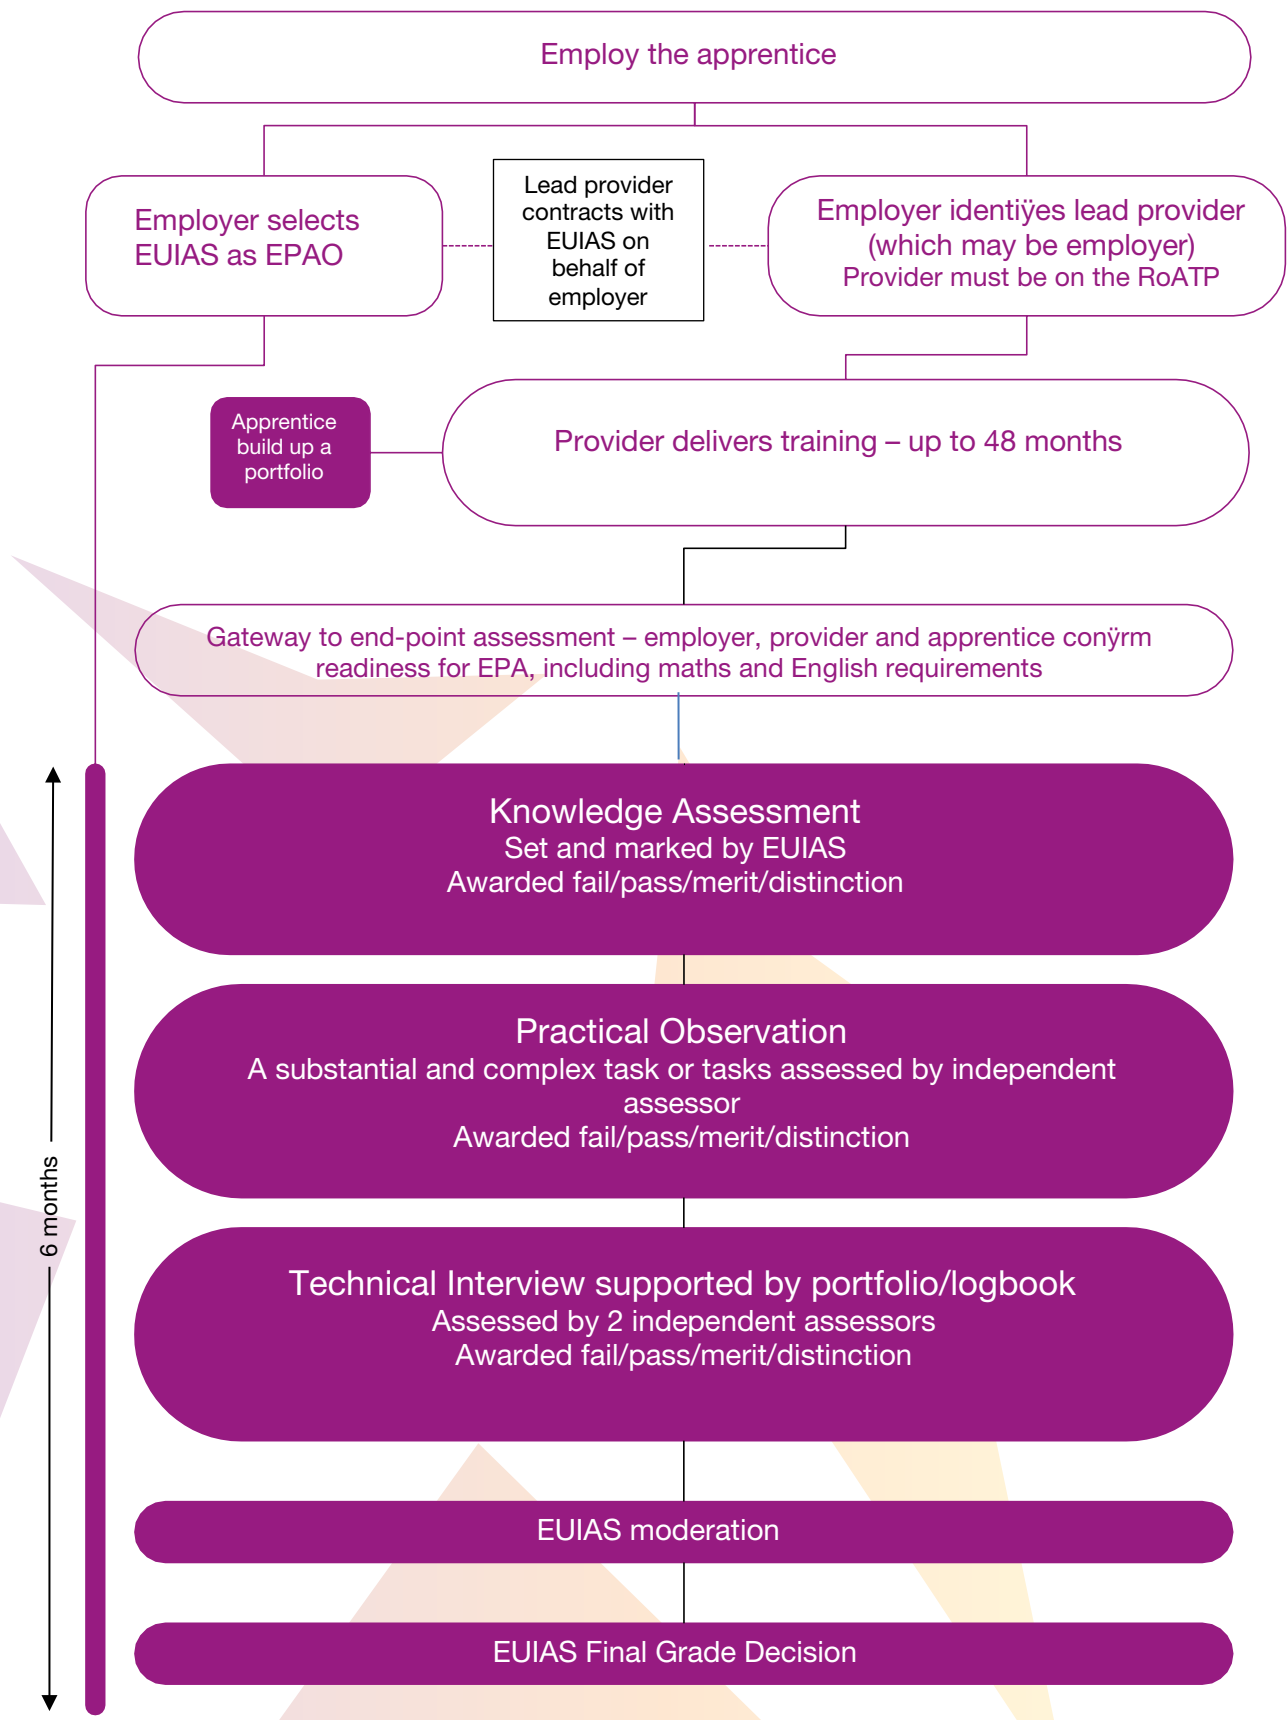 Employ the apprentice
Employer selects
EUIAS as EPAO
Lead provider
contracts with
EUIAS on
behalf of
employer
Employer identiÿes lead provider
(which may be employer)
Provider must be on the RoATP
Apprentice
build up a
portfolio
Provider delivers training – up to 48 months
Gateway to end-point assessment – employer, provider and apprentice conÿrm
readiness for EPA, including maths and English requirements
Knowledge Assessment
Set and marked by EUIAS
Awarded fail/pass/merit/distinction
Practical Observation
A substantial and complex task or tasks assessed by independent
assessor
Awarded fail/pass/merit/distinction
6 months
Technical Interview supported by portfolio/logbook
Assessed by 2 independent assessors
Awarded fail/pass/merit/distinction
EUIAS moderation
EUIAS Final Grade Decision